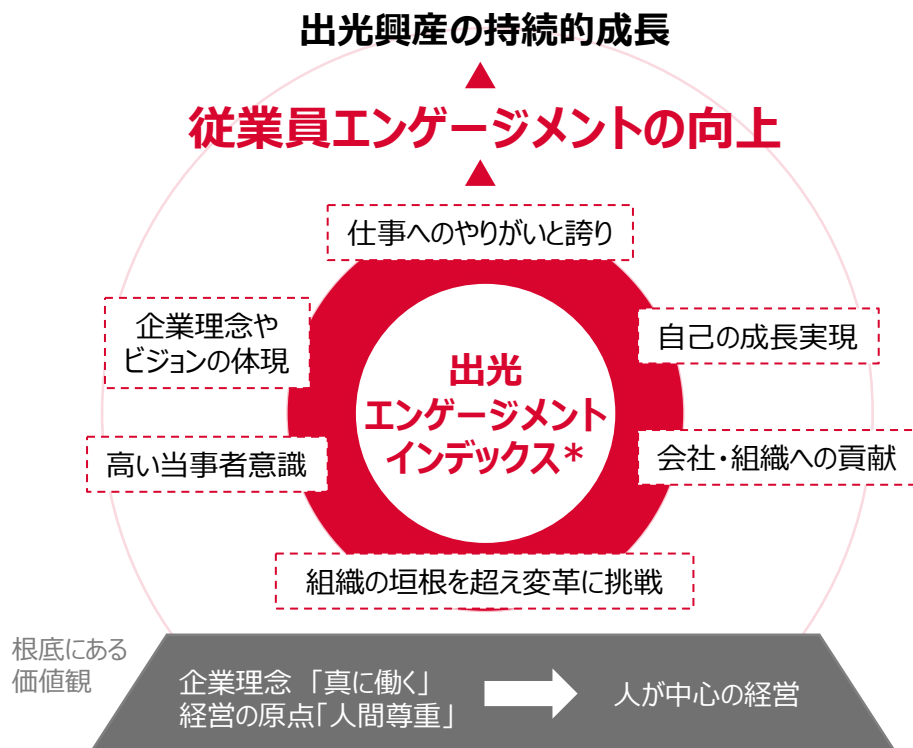 出光興産の持続的成長
従業員エンゲージメントの向上
仕事へのやりがいと誇り
企業理念や
ビジョンの体現
自己の成長実現
出光
エンゲージメント
インデックス*
高い当事者意識
会社・組織への貢献
組織の垣根を超え変革に挑戦
根底にある
価値観
企業理念 「真に働く」
経営の原点「人間尊重」
人が中心の経営